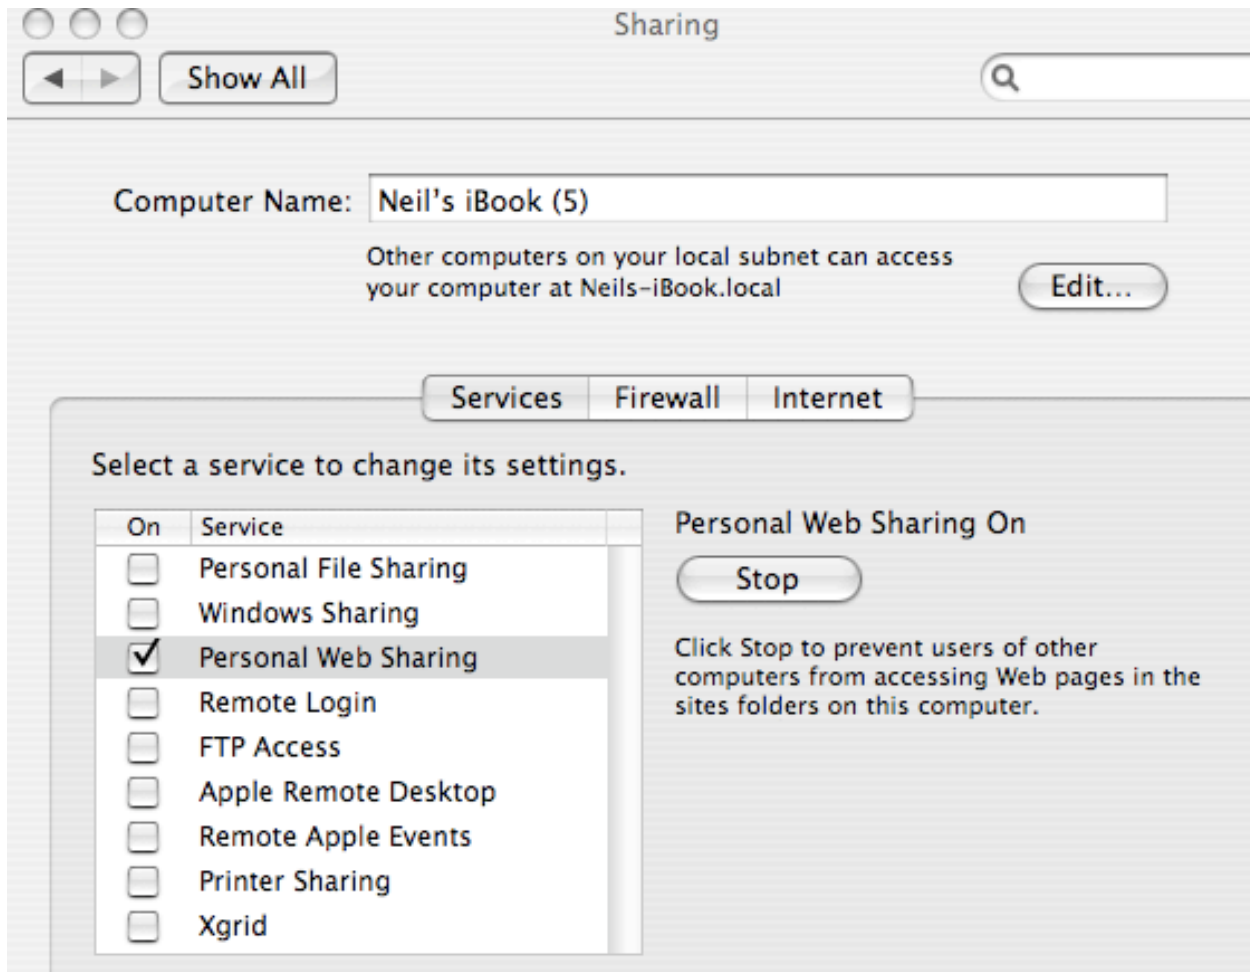 Sharing
Show All
Computer Name: Neil's iBook (5)
Other computers on your local subnet can access
your computer at Neils-iBook.local
Edit...
Services Firewall Internet
Select a service to change its settings.
On Service
Personal File Sharing
Windows Sharing
Personal Web Sharing
Remote Login
FTP Access
Apple Remote Desktop
Remote Apple Events
Printer Sharing
Xgrid
Personal Web Sharing On
Stop
Click Stop to prevent users of other
computers from accessing Web pages in the
sites folders on this computer.